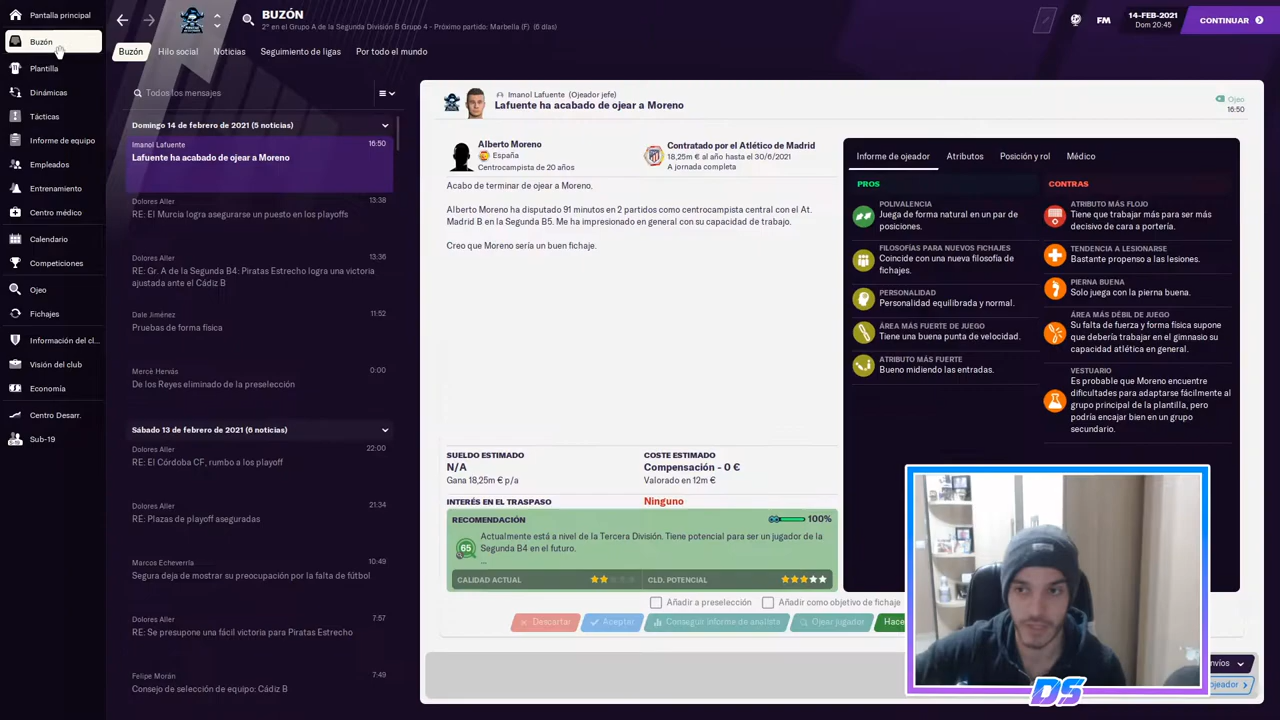 Pantalla principal
Buzón
Plantilla
Dinámicas
Tácticas
Informe de equipo
Empleados
Entrenamiento
Centro médico
Calendario
Competiciones
Ojeo
Fichajes
Información del cl...
Visión del club
Economía
Centro Desarr.
Sub-19
BUZÓN
2º en el Grupo A de la Segunda División B Grupo 4 - Próximo partido: Marbella (F) (6 días)
FM
14-FEB-2021
Dom 20:45
CONTINUAR
Buzón
Hilo social
Noticias
Seguimiento de ligas
Por todo el mundo
Todos los mensajes
Domingo 14 de febrero de 2021 (5 noticias)
Imanol Lafuente 16:50
Lafuente ha acabado de ojear a Moreno
Dolores Aller 13:38
RE: El Murcia logra asegurarse un puesto en los playoffs
Dolores Aller 13:36
RE: Gr. A de la Segunda B4: Piratas Estrecho logra una victoria
ajustada ante el Cádiz B
Dale Jiménez 11:52
Pruebas de forma física
Mercè Hervás 0:00
De los Reyes eliminado de la preselección
Sábado 13 de febrero de 2021 (6 noticias)
Dolores Aller 22:00
RE: El Córdoba CF, rumbo a los playoff
Dolores Aller 21:34
RE: Plazas de playoff aseguradas
Marcos Echeverría 10:49
Segura deja de mostrar su preocupación por la falta de fútbol
Dolores Aller 7:57
RE: Se presupone una fácil victoria para Piratas Estrecho
Felipe Morán 7:49
Consejo de selección de equipo: Cádiz B
Imanol Lafuente (Ojeador jefe)
Lafuente ha acabado de ojear a Moreno
Ojeo
16:50
Alberto Moreno
España
Centrocampista de 20 años
Contratado por el Atlético de Madrid
18,25m € al año hasta el 30/6/2021
A jornada completa
Acabo de terminar de ojear a Moreno.
Alberto Moreno ha disputado 91 minutos en 2 partidos como centrocampista central con el At.
Madrid B en la Segunda B5. Me ha impresionado en general con su capacidad de trabajo.
Creo que Moreno sería un buen fichaje.
SUELDO ESTIMADO
N/A
Gana 18,25m € p/a
COSTE ESTIMADO
Compensación - 0 €
Valorado en 12m €
INTERÉS EN EL TRASPASO
Ninguno
RECOMENDACIÓN
100%
65
Actualmente está a nivel de la Tercera División. Tiene potencial para ser un jugador de la
Segunda B4 en el futuro.
...
CALIDAD ACTUAL
CLD. POTENCIAL
Añadir a preselección
Añadir como objetivo de fichaje
Descartar
Aceptar
Conseguir informe de analista
Ojear jugador
Hace
Informe de ojeador
Atributos
Posición y rol
Médico
PROS
POLIVALENCIA
Juega de forma natural en un par de
posiciones.
FILOSOFÍAS PARA NUEVOS FICHAJES
Coincide con una nueva filosofía de
fichajes.
PERSONALIDAD
Personalidad equilibrada y normal.
ÁREA MÁS FUERTE DE JUEGO
Tiene una buena punta de velocidad.
ATRIBUTO MÁS FUERTE
Bueno midiendo las entradas.
CONTRAS
ATRIBUTO MÁS FLOJO
Tiene que trabajar más para ser más
decisivo de cara a portería.
TENDENCIA A LESIONARSE
Bastante propenso a las lesiones.
PIERNA BUENA
Solo juega con la pierna buena.
ÁREA MÁS DÉBIL DE JUEGO
Su falta de fuerza y forma física supone
que debería trabajar en el gimnasio su
capacidad atlética en general.
VESTUARIO
Es probable que Moreno encuentre
dificultades para adaptarse fácilmente al
grupo principal de la plantilla, pero
podría encajar bien en un grupo
secundario.
nvíos
ojeador
DS